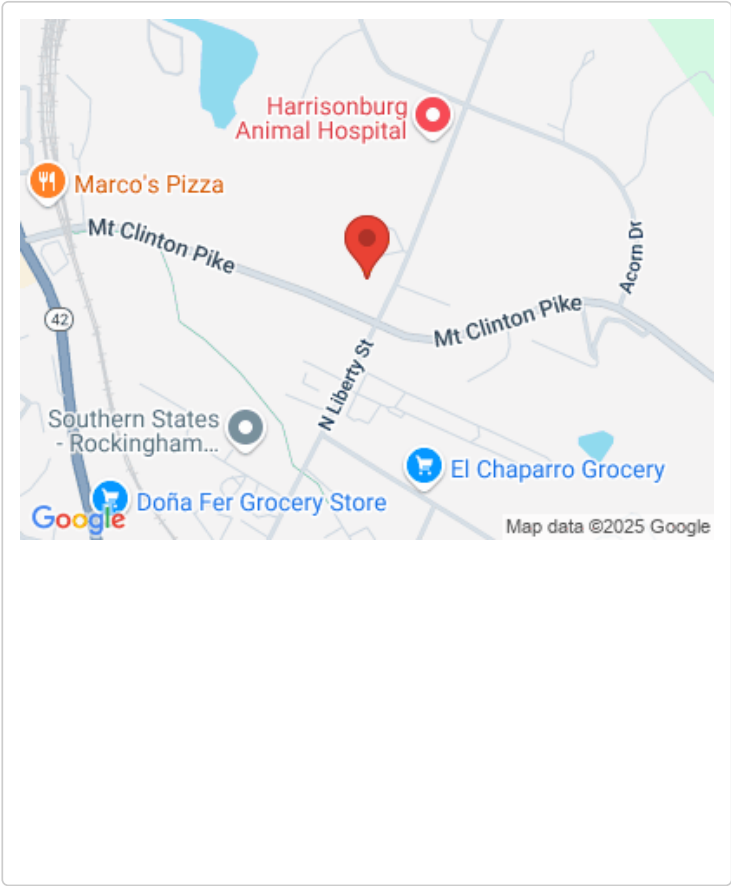 Harrisonburg
Animal Hospital
Marco's Pizza
Mt Clinton Pike
Acorn Dr
42
Mt Clinton Pike
N Liberty St
Southern States
- Rockingham...
El Chaparro Grocery
Doña Fer Grocery Store
Google
Map data ©2025 Google